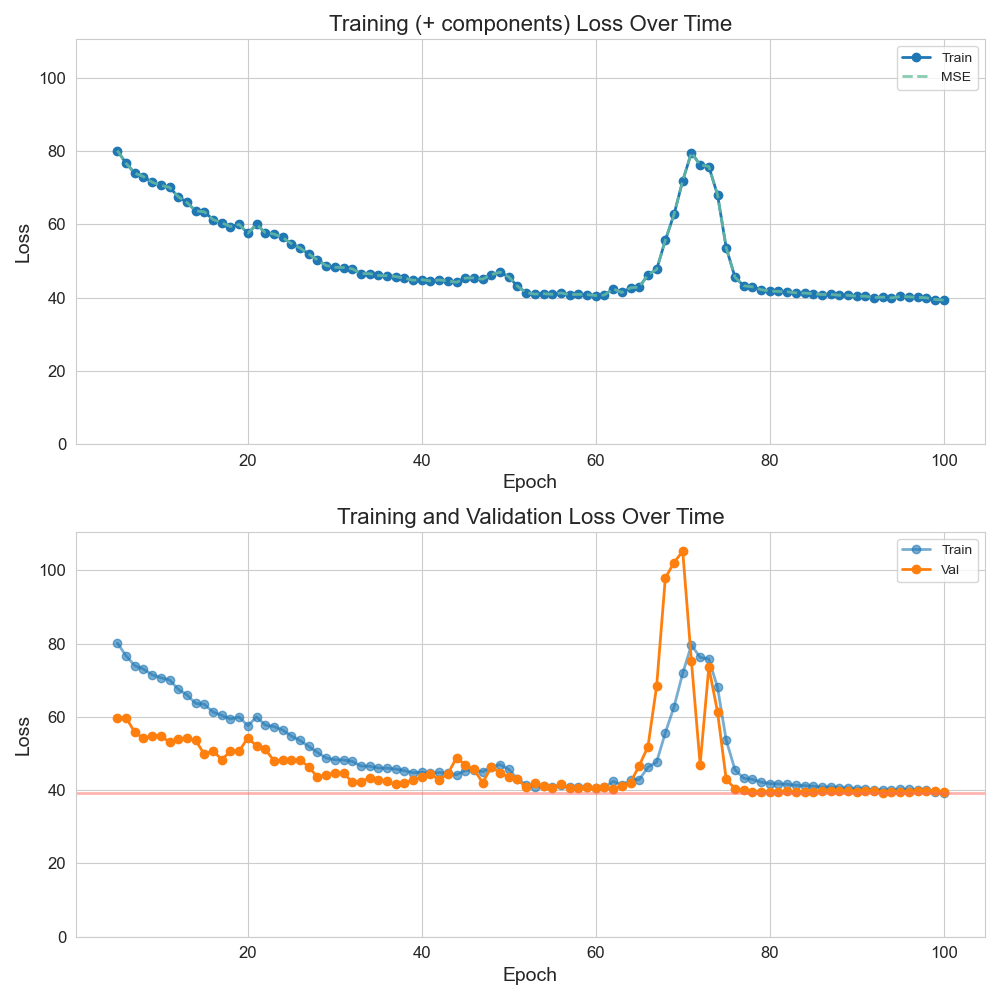 Training (+ components) Loss Over Time
Train
MSE
100
80
60
40
20
0
Loss
20 40 60 80 100
Epoch
Training and Validation Loss Over Time
Train
Val
100
80
60
40
20
0
Loss
20 40 60 80 100
Epoch